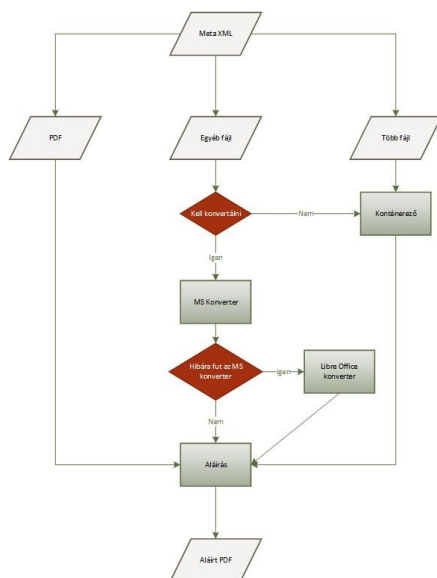 Meta XML
PDF
Egyéb fájl
Több fájl
Kell konvertálni
Nem
Konténerező
Igen
MS Konverter
Hibára fut az MS
konverter
igen
Libre Office
konverter
Nem
Aláírás
Aláírt PDF